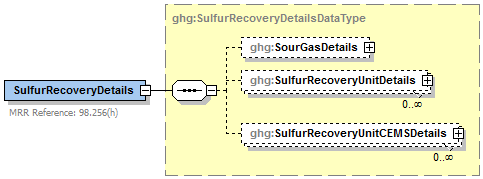 ghg:SulfurRecoveryDetailsDataType
ghg:SourGasDetails
ghg:SulfurRecoveryUnitDetails
0..∞
SulfurRecoveryDetails
MRR Reference: 98.256(h)
ghg:SulfurRecoveryUnitCEMSDetails
0..∞